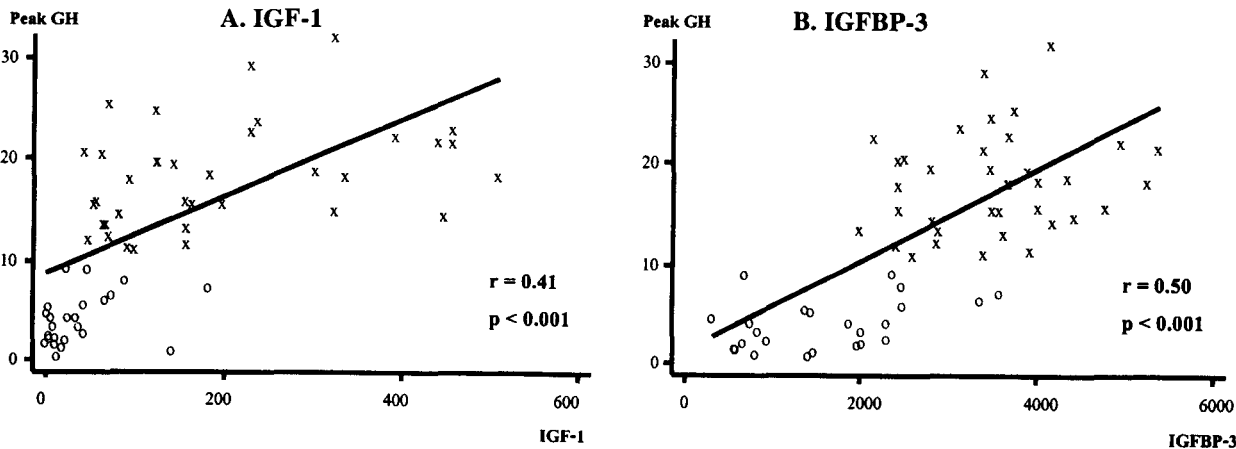 Peak GH
A. IGF-1
30
20
10
0
r = 0.41
p < 0.001
0 200 400 600
IGF-1
Peak GH
B. IGFBP-3
30
20
10
0
r = 0.50
p < 0.001
0 2000 4000 6000
IGFBP-3